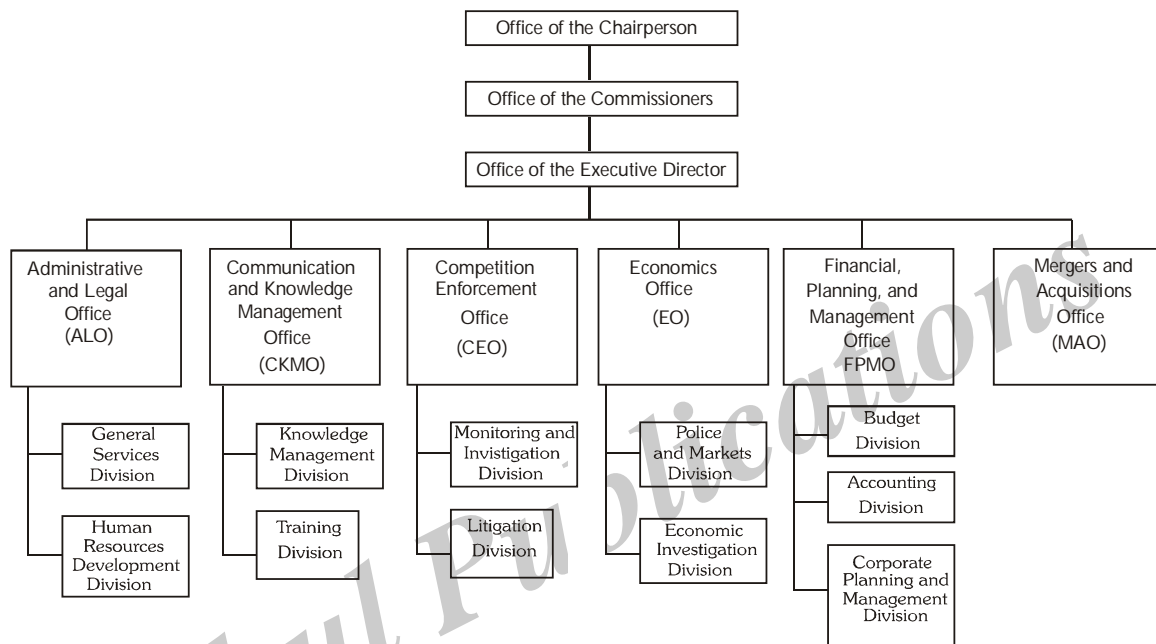 Office of the Chairperson
Office of the Commissioners
Office of the Executive Director
Administrative
and Legal
Office
(ALO)
Communication
and Knowledge
Management
Office
(CKMO)
Competition
Enforcement
Office
(CEO)
Economics
Office
(EO)
Financial,
Planning, and
Management
Office
FPMO
Mergers and
Acquisitions
Office
(MAO)
General
Services
Division
Human
Resources
Development
Division
Knowledge
Management
Division
Training
Division
Monitoring and
Investigation
Division
Litigation
Division
Police
and Markets
Division
Economic
Investigation
Division
Budget
Division
Accounting
Division
Corporate
Planning and
Management
Division
Publications